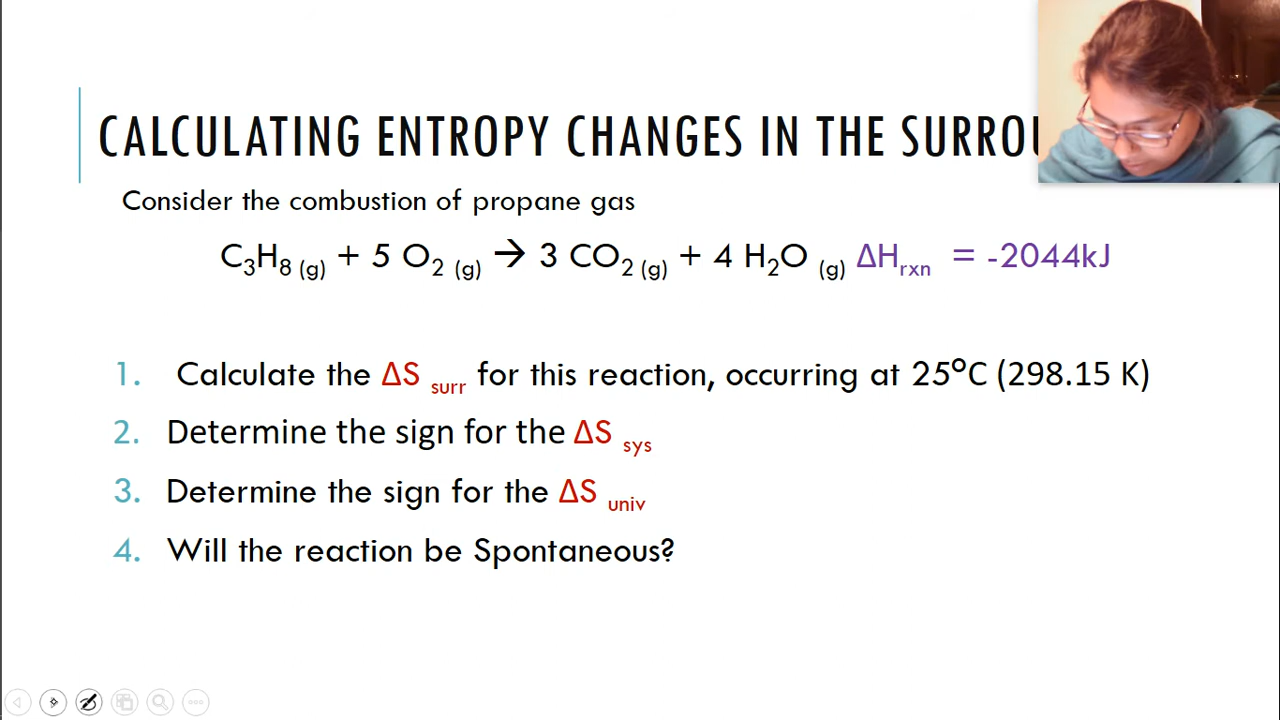 CALCULATING ENTROPY CHANGES IN THE
Consider the combustion of propane gas
C₃H₈ (g) + 5 O₂ (g) → 3 CO₂ (g) + 4 H₂O (g) ΔHrxn = -2044kJ
1. Calculate the ΔS surr for this reaction, occurring at 25°C (298.15 K)
2. Determine the sign for the ΔS sys
3. Determine the sign for the ΔS univ
4. Will the reaction be Spontaneous?